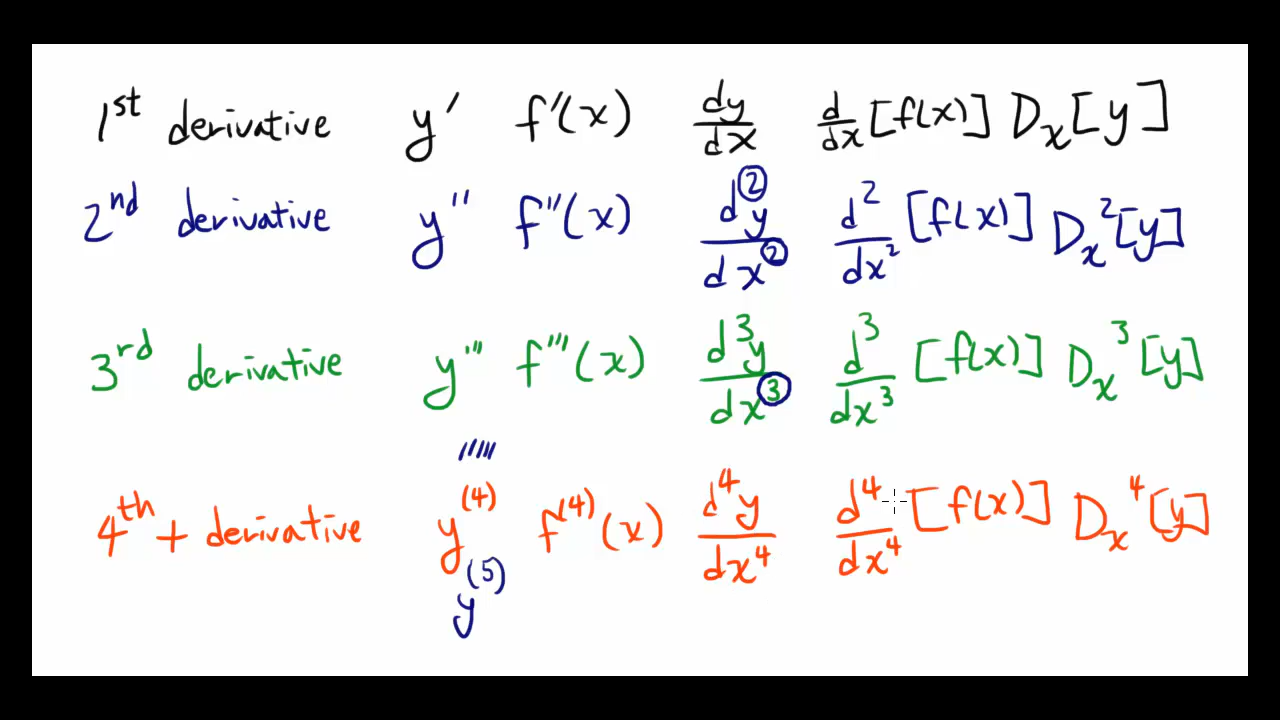 1st derivative y′ f′(x) dy/dx d/dx [f(x)] Dₓ[y]
2nd derivative y″ f″(x) d²y/dx² d²/dx² [f(x)] Dₓ²[y]
3rd derivative y‴ f‴(x) d³y/dx³ d³/dx³ [f(x)] Dₓ³[y]
′′′′′
4th + derivative y⁽⁴⁾ f⁽⁴⁾(x) d⁴y/dx⁴ d⁴/dx⁴ [f(x)] Dₓ⁴[y]
y⁽⁵⁾